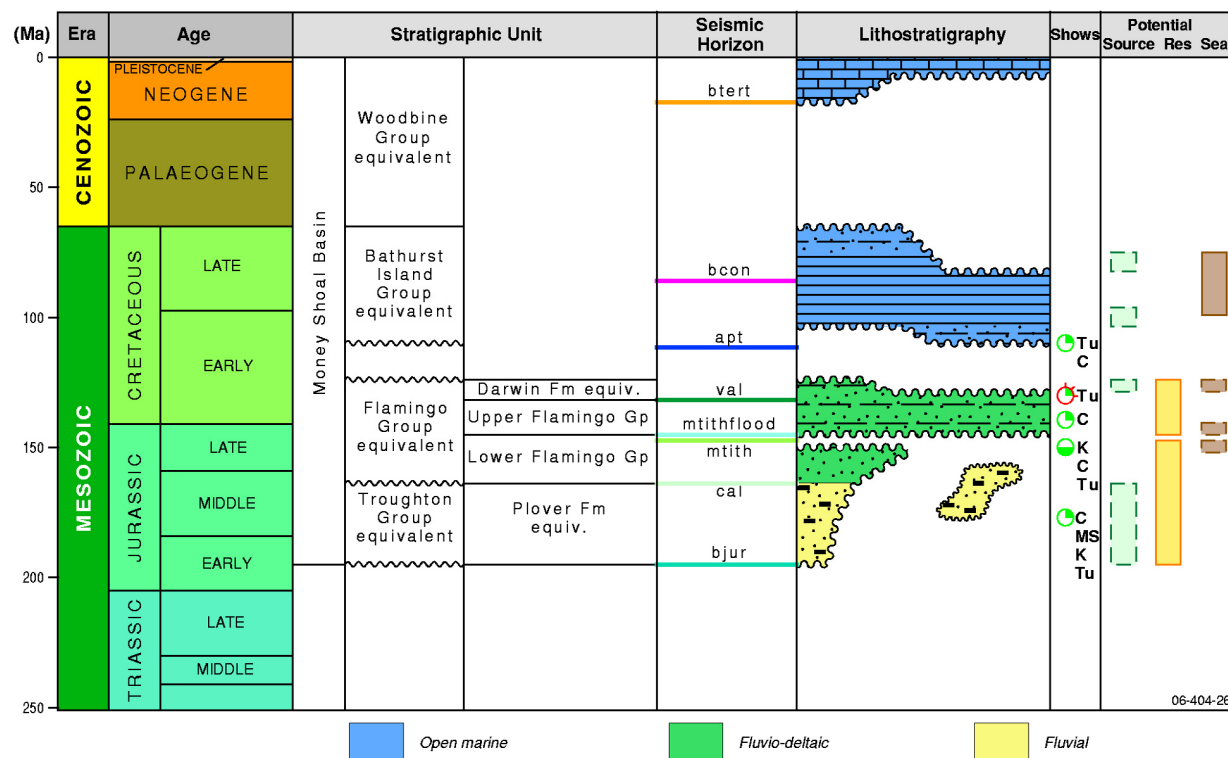 (Ma)
Era
Age
Stratigraphic Unit
Seismic
Horizon
Lithostratigraphy
Shows
Potential
Source Res Sea
0
50
100
150
200
250
CENOZOIC
MESOZOIC
PLEISTOCENE
NEOGENE
PALAEOGENE
CRETACEOUS
LATE
EARLY
JURASSIC
LATE
MIDDLE
EARLY
TRIASSIC
LATE
MIDDLE
Money Shoal Basin
Woodbine
Group
equivalent
Bathurst
Island
Group
equivalent
Flamingo
Group
equivalent
Troughton
Group
equivalent
Darwin Fm equiv.
Upper Flamingo Gp
Lower Flamingo Gp
Plover Fm
equiv.
btert
bcon
apt
val
mtithflood
mtith
cal
bjur
Tu
C
Tu
C
K
C
Tu
C
MS
K
Tu
06-404-26
Open marine
Fluvio-deltaic
Fluvial